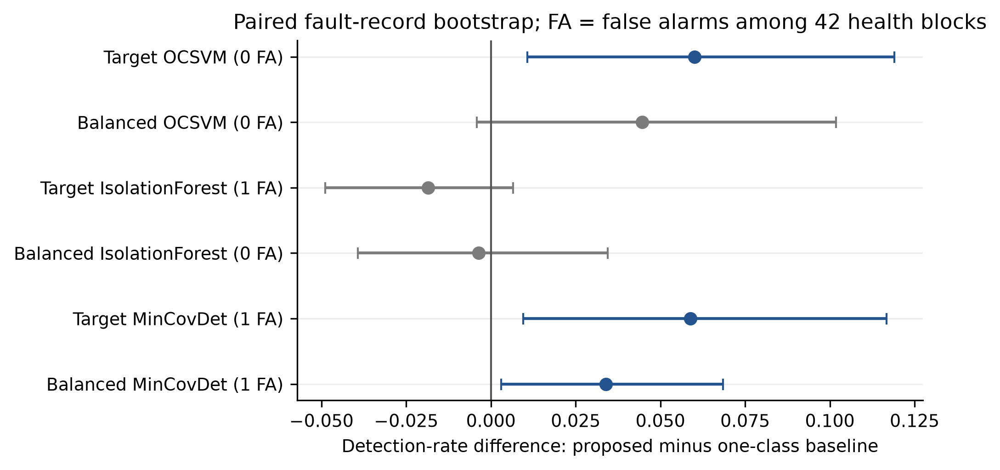 Paired fault-record bootstrap; FA = false alarms among 42 health blocks
Target OCSVM (0 FA)
Balanced OCSVM (0 FA)
Target IsolationForest (1 FA)
Balanced IsolationForest (0 FA)
Target MinCovDet (1 FA)
Balanced MinCovDet (1 FA)
−0.050 −0.025 0.000 0.025 0.050 0.075 0.100 0.125
Detection-rate difference: proposed minus one-class baseline